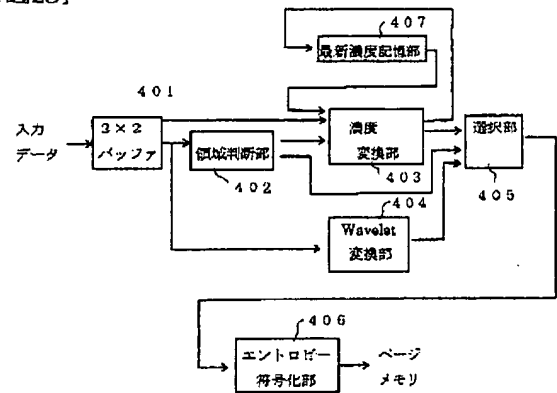 407
最新濃度記憶部
401
入力
データ
2×2
バッファ
領域判断部
402
濃度
変換部
403
選択部
405
404
Wavelet
変換部
406
エントロピー
符号化部
ページ
メモリ